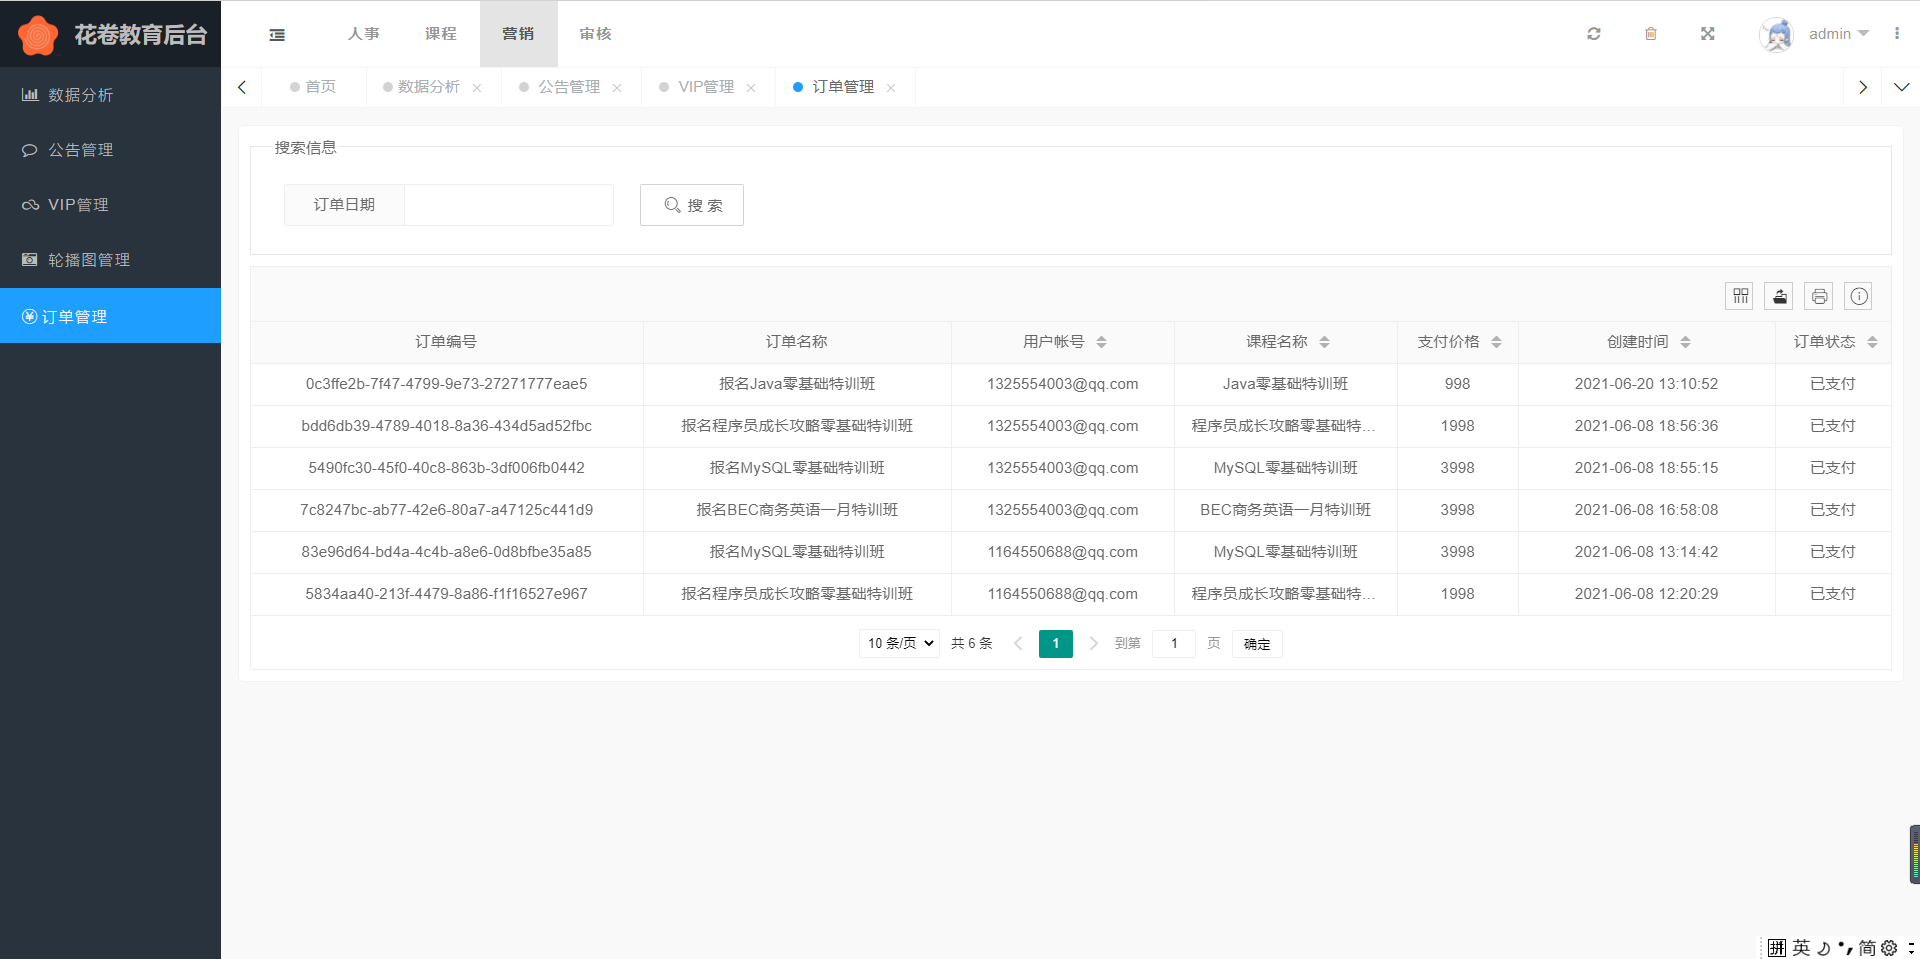 花卷教育后台
人事 课程 营销 审核
admin
数据分析
公告管理
VIP管理
轮播图管理
订单管理
首页 数据分析 公告管理 VIP管理 订单管理
搜索信息
订单日期 搜 索
订单编号 订单名称 用户帐号 课程名称 支付价格 创建时间 订单状态
0c3ffe2b-7f47-4799-9e73-27271777eae5 报名Java零基础特训班 1325554003@qq.com Java零基础特训班 998 2021-06-20 13:10:52 已支付
bdd6db39-4789-4018-8a36-434d5ad52fbc 报名程序员成长攻略零基础特训班 1325554003@qq.com 程序员成长攻略零基础特... 1998 2021-06-08 18:56:36 已支付
5490fc30-45f0-40c8-863b-3df006fb0442 报名MySQL零基础特训班 1325554003@qq.com MySQL零基础特训班 3998 2021-06-08 18:55:15 已支付
7c8247bc-ab77-42e6-80a7-a47125c441d9 报名BEC商务英语一月特训班 1325554003@qq.com BEC商务英语一月特训班 3998 2021-06-08 16:58:08 已支付
83e96d64-bd4a-4c4b-a8e6-0d8bfbe35a85 报名MySQL零基础特训班 1164550688@qq.com MySQL零基础特训班 3998 2021-06-08 13:14:42 已支付
5834aa40-213f-4479-8a86-f1f16527e967 报名程序员成长攻略零基础特训班 1164550688@qq.com 程序员成长攻略零基础特... 1998 2021-06-08 12:20:29 已支付
10 条/页 共 6 条 1 到第 1 页 确定
拼 英 简